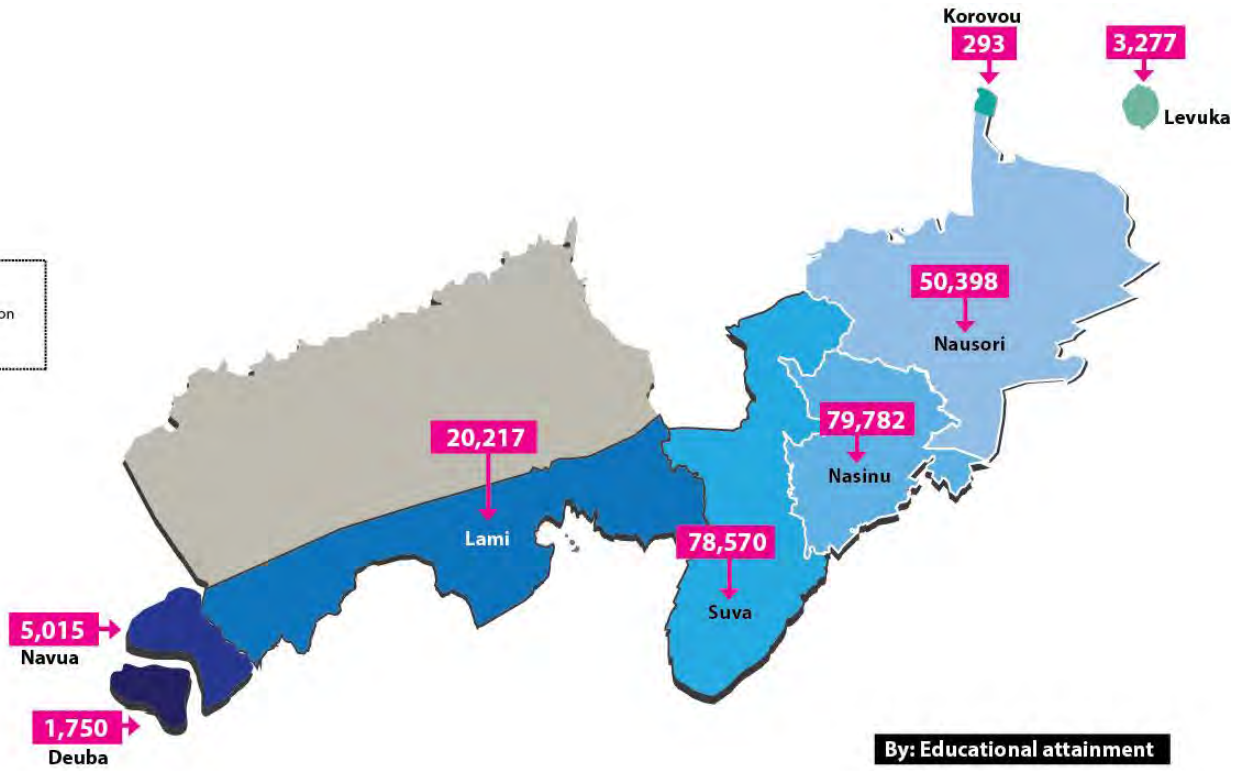 Korovou
293
3,277
Levuka
on
50,398
Nausori
79,782
Nasinu
20,217
Lami
78,570
Suva
5,015
Navua
1,750
Deuba
By: Educational attainment